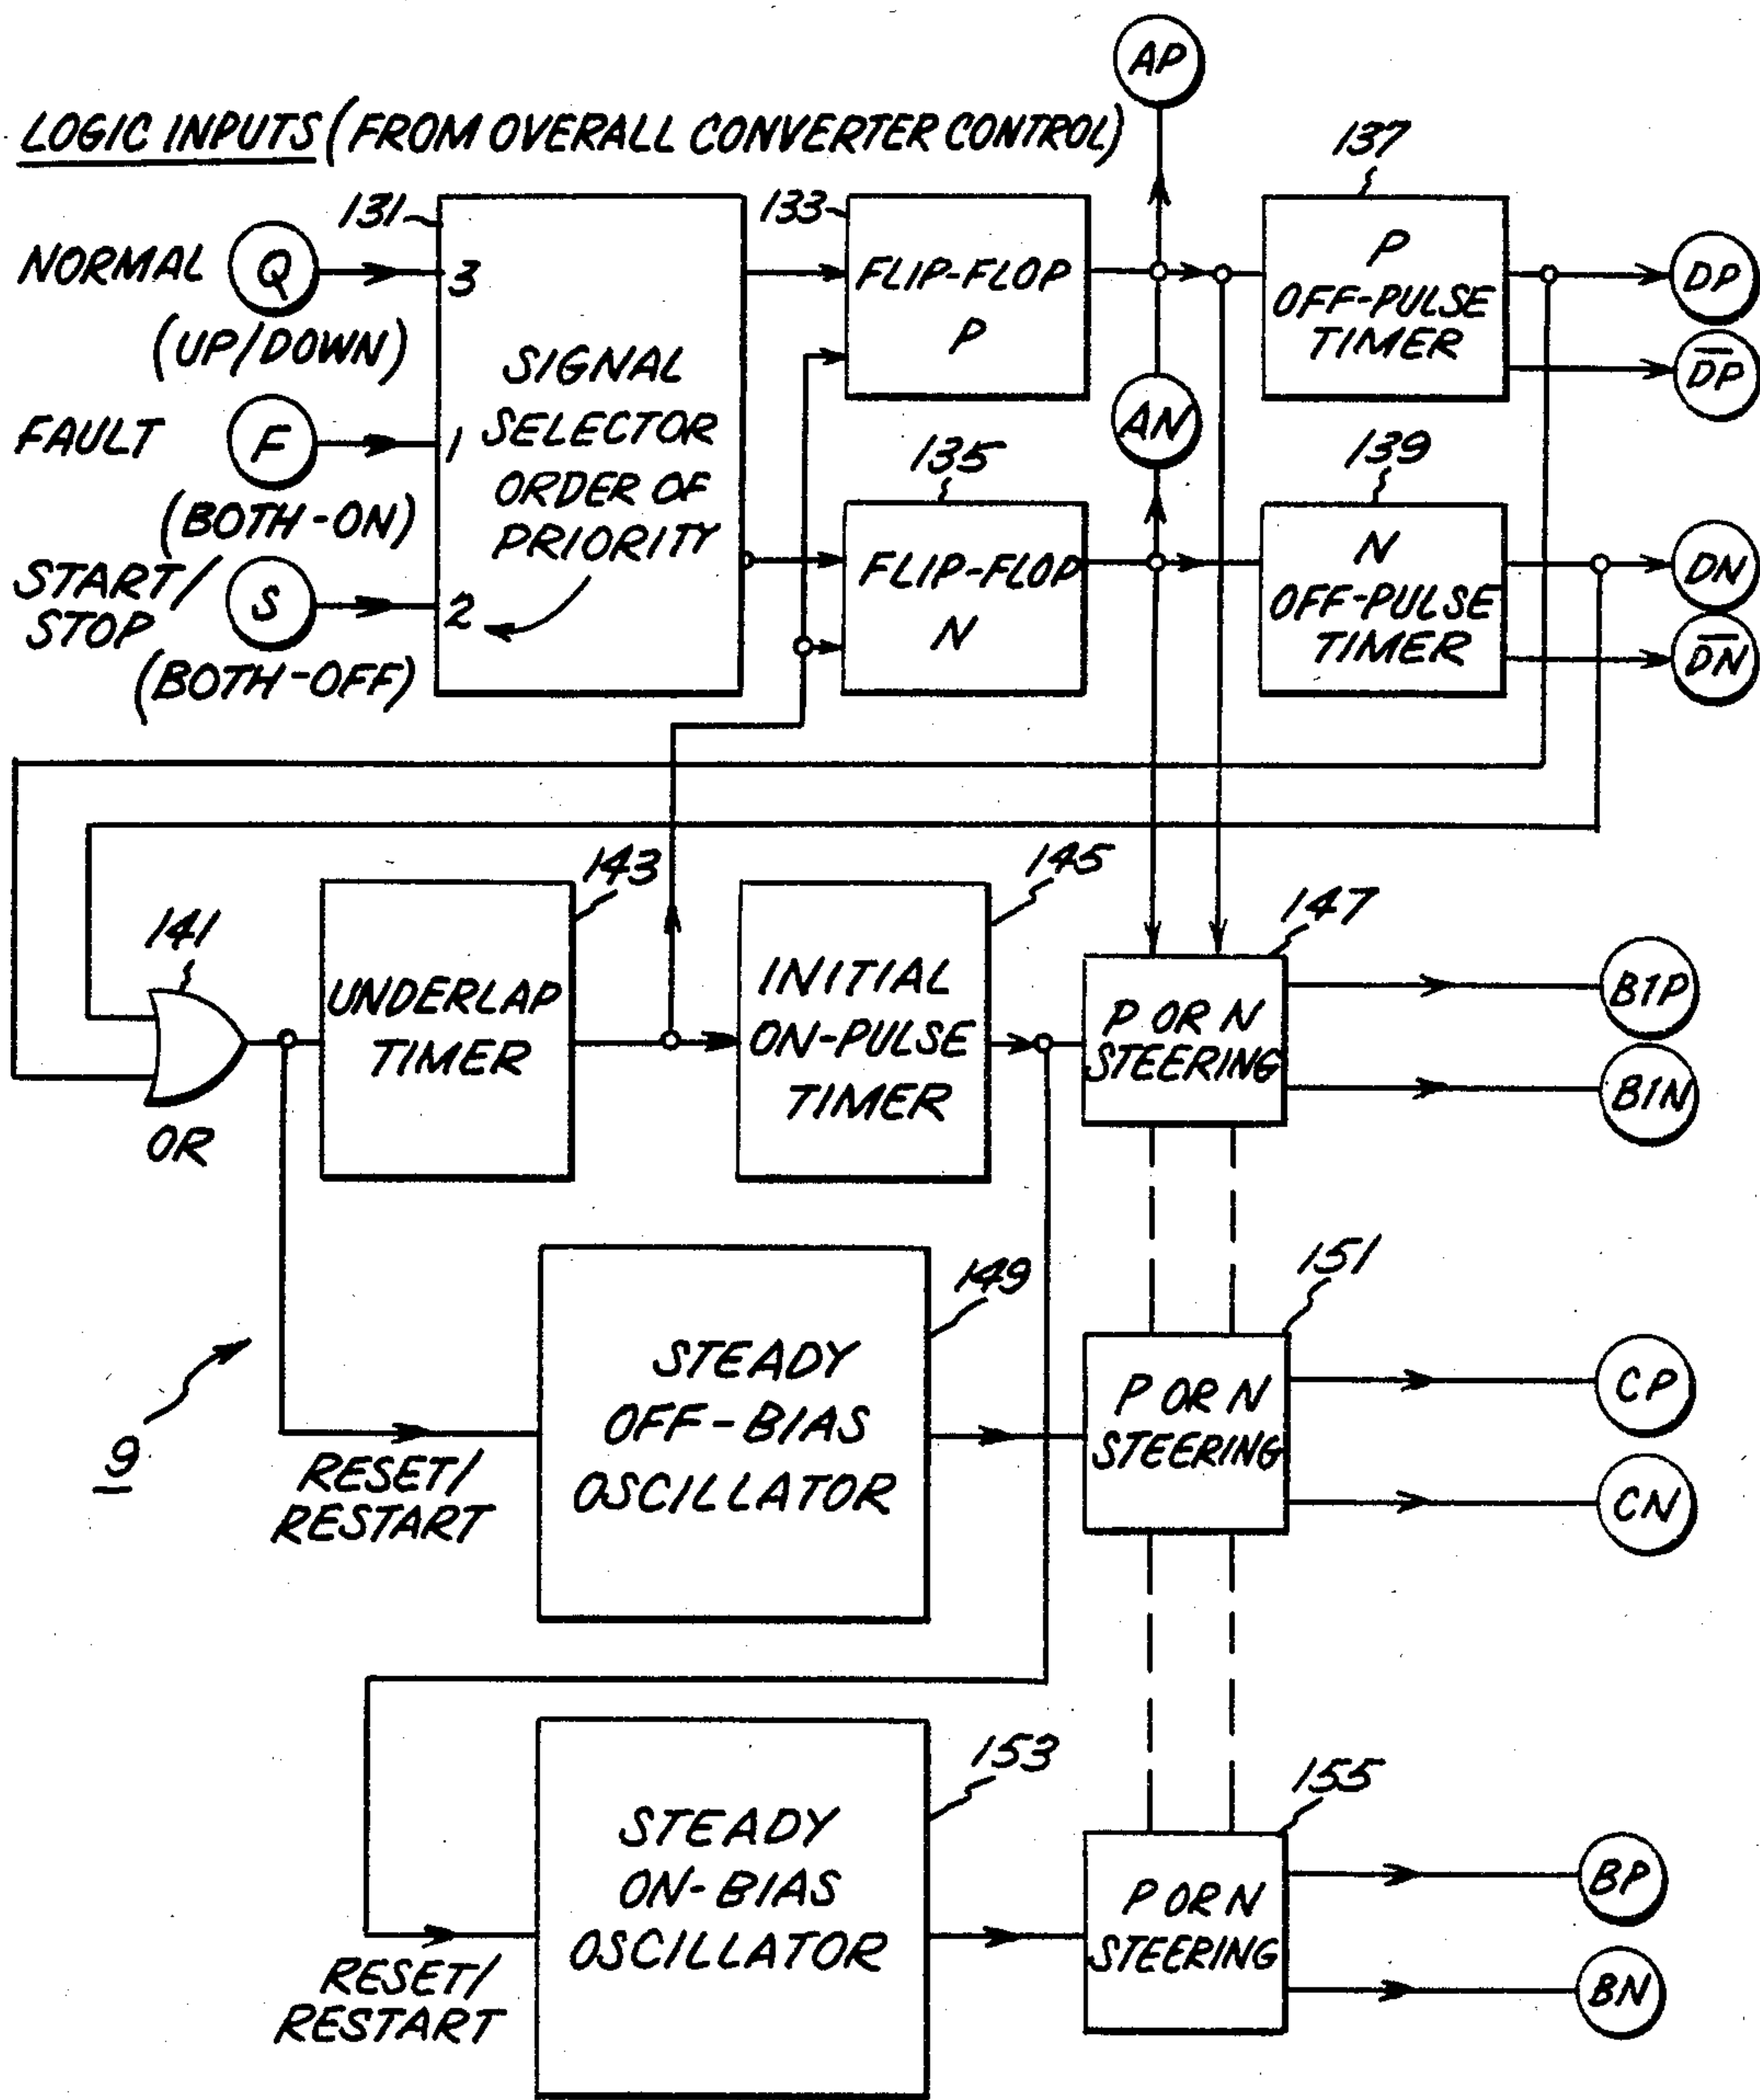 AP
LOGIC INPUTS (FROM OVERALL CONVERTER CONTROL)
137
131
133
NORMAL
Q
(UP/DOWN)
3
FLIP-FLOP
P
P
OFF-PULSE
TIMER
DP
D̅P̅
SIGNAL
SELECTOR
ORDER OF
PRIORITY
FAULT
F
(BOTH-ON)
1
AN
135
139
START/
STOP
S
(BOTH-OFF)
2
FLIP-FLOP
N
N
OFF-PULSE
TIMER
DN
D̅N̅
143
145
147
141
OR
UNDERLAP
TIMER
INITIAL
ON-PULSE
TIMER
P OR N
STEERING
B1P
B1N
149
151
9
RESET/
RESTART
STEADY
OFF-BIAS
OSCILLATOR
P OR N
STEERING
CP
CN
153
155
RESET/
RESTART
STEADY
ON-BIAS
OSCILLATOR
P OR N
STEERING
BP
BN